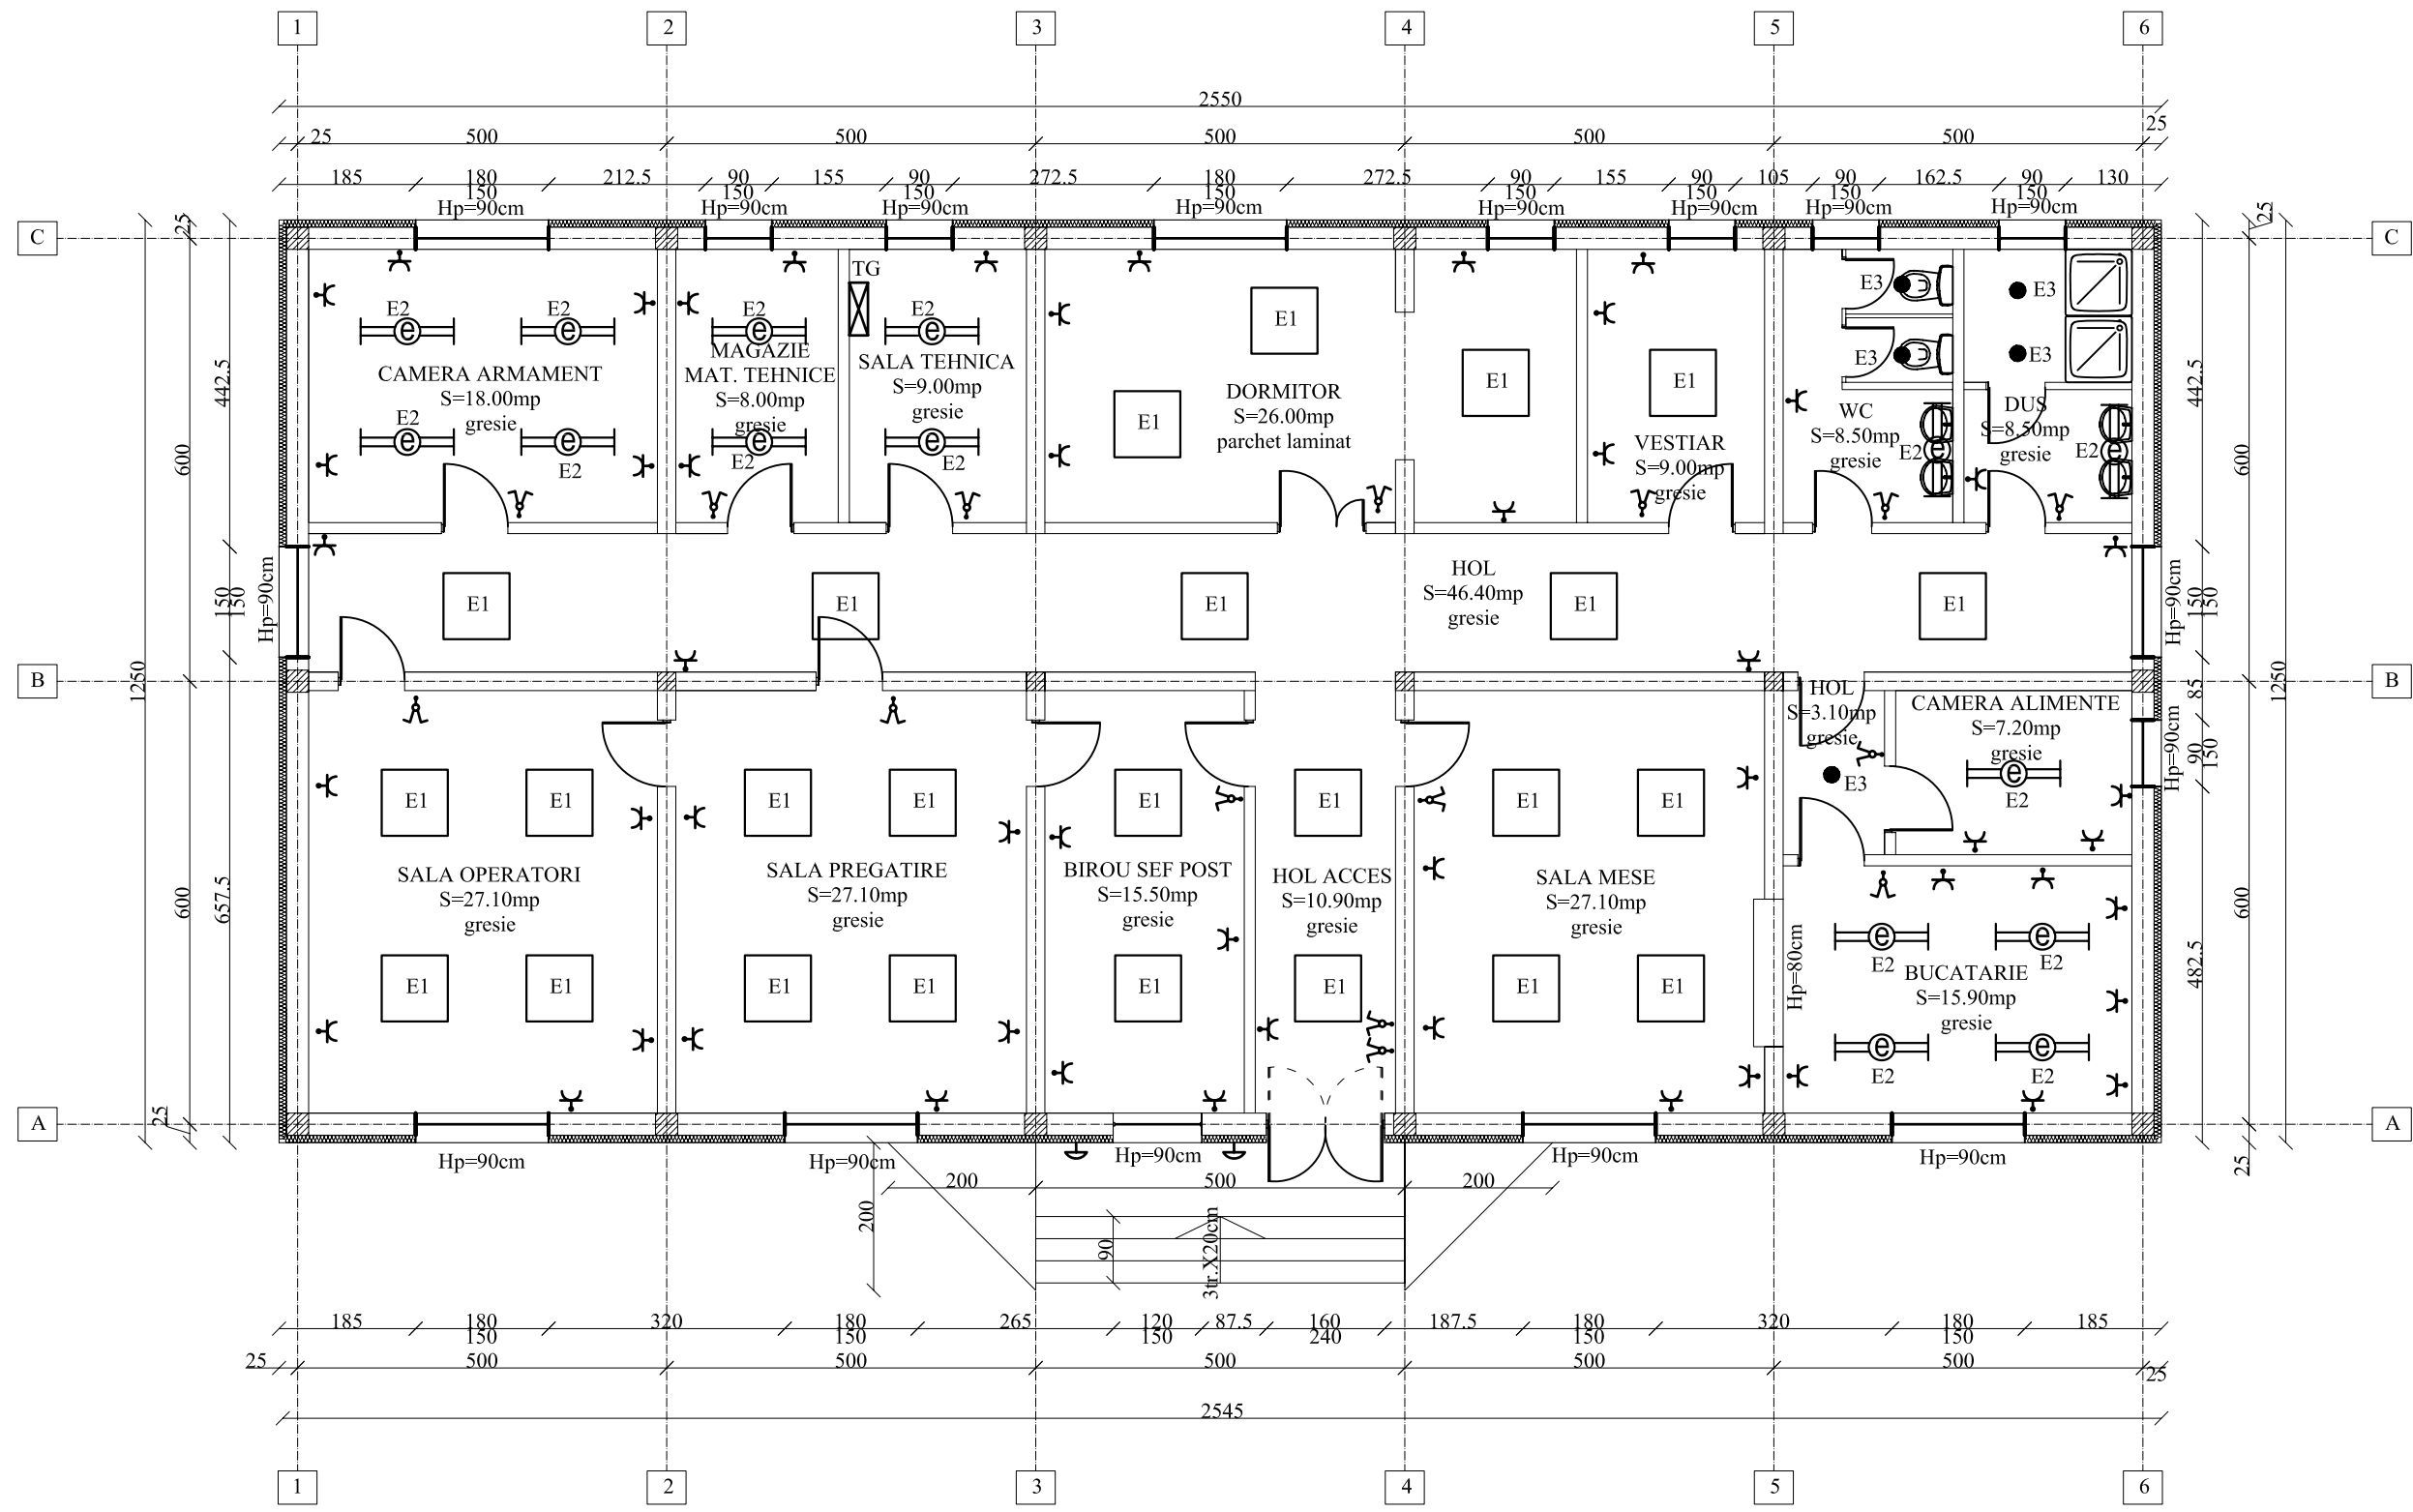 1 2 3 4 5 6
2550
25 500 500 500 500 500 25
185 180 212.5 90 155 90 272.5 180 272.5 90 155 90 105 90 162.5 90 130
150 150 150 150 150 150 150 150
Hp=90cm Hp=90cm Hp=90cm Hp=90cm Hp=90cm Hp=90cm Hp=90cm Hp=90cm
25 25
C C
TG
E2 E2 E2 E2 E1 E3 E3
E3 E3
CAMERA ARMAMENT
S=18.00mp
gresie
E2 E2
MAGAZIE
MAT. TEHNICE
S=8.00mp
gresie
E2
SALA TEHNICA
S=9.00mp
gresie
E2
E1
DORMITOR
S=26.00mp
parchet laminat
E1
E1
VESTIAR
S=9.00mp
gresie
WC
S=8.50mp
gresie
E2
DUS
S=8.50mp
gresie
E2
442.5 442.5
600 600
Hp=90cm 150 150
150 150 Hp=90cm
E1 E1 E1 E1 E1
HOL
S=46.40mp
gresie
1250 1250
B B
85
HOL
S=3.10mp
gresie
E3
CAMERA ALIMENTE
S=7.20mp
gresie
E2
Hp=90cm
90 150
E1 E1 E1 E1 E1 E1 E1 E1
SALA OPERATORI
S=27.10mp
gresie
SALA PREGATIRE
S=27.10mp
gresie
BIROU SEF POST
S=15.50mp
gresie
HOL ACCES
S=10.90mp
gresie
SALA MESE
S=27.10mp
gresie
E1 E1 E1 E1 E1 E1 E1 E1
Hp=80cm
E2 E2
BUCATARIE
S=15.90mp
gresie
E2 E2
600 657.5 482.5 600
25 25
A A
Hp=90cm Hp=90cm Hp=90cm Hp=90cm Hp=90cm
200 500 200
200
90
3tr.X20cm
185 180 320 180 265 120 87.5 160 187.5 180 320 180 185
150 150 150 240 150 150
25 500 500 500 500 500 25
2545
1 2 3 4 5 6